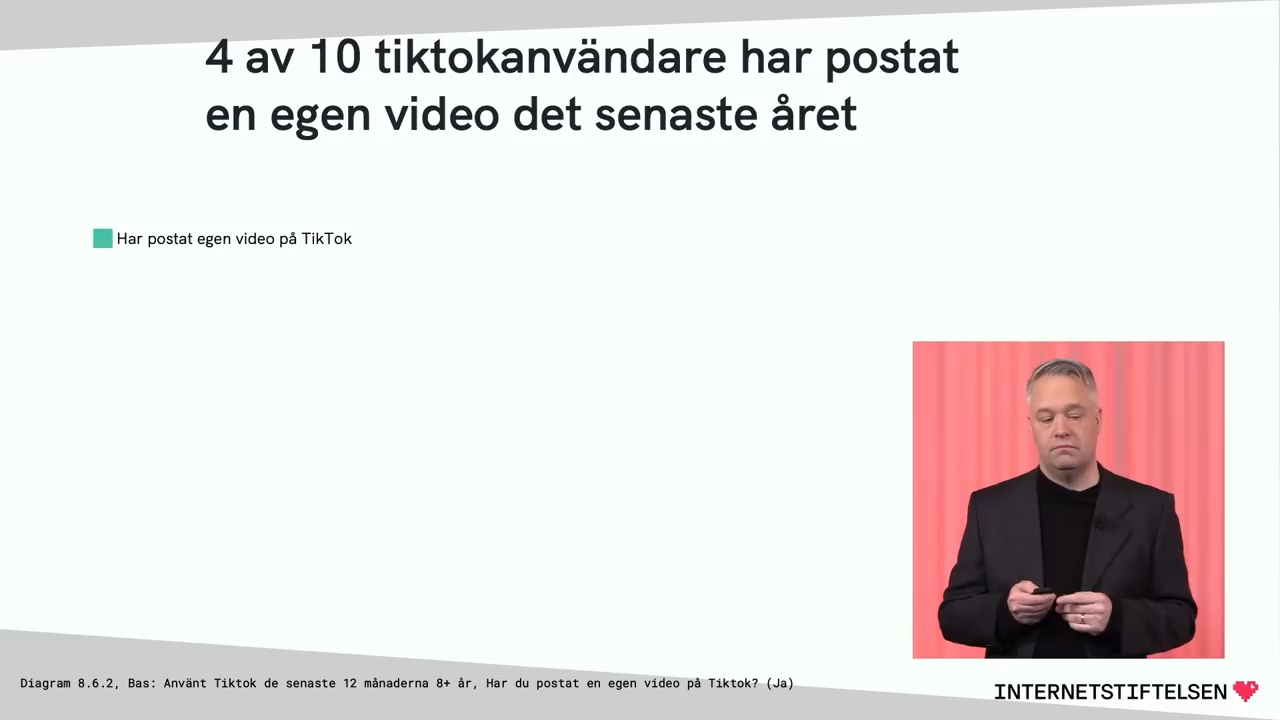 4 av 10 tiktokanvändare har postat
en egen video det senaste året
Har postat egen video på TikTok
Diagram 8.6.2, Bas: Använt Tiktok de senaste 12 månaderna 8+ år, Har du postat en egen video på Tiktok? (Ja)
INTERNETSTIFTELSEN